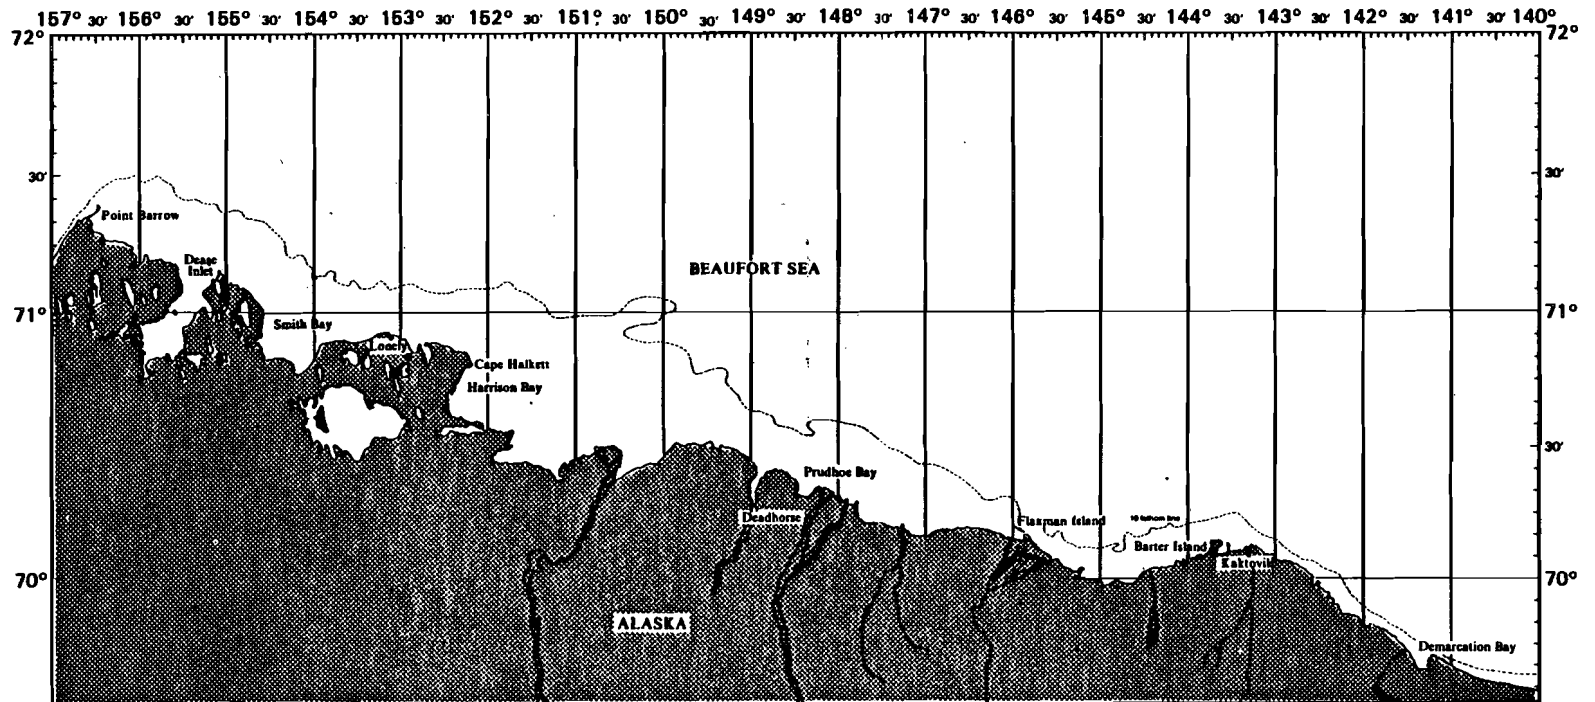 157° 30' 156° 30' 155° 30' 154° 30' 153° 30' 152° 30' 151° 30' 150° 30' 149° 30' 148° 30' 147° 30' 146° 30' 145° 30' 144° 30' 143° 30' 142° 30' 141° 30' 140°
72° 72°
30' 30'
Point Barrow
Dease
Inlet
BEAUFORT SEA
71° 71°
Smith Bay
Lonely
Cape Halkett
Harrison Bay
30'
Prudhoe Bay
Deadhorse
Flaxman Island
10 fathom line
Barter Island
Kaktovik
70° 70°
ALASKA
Demarcation Bay